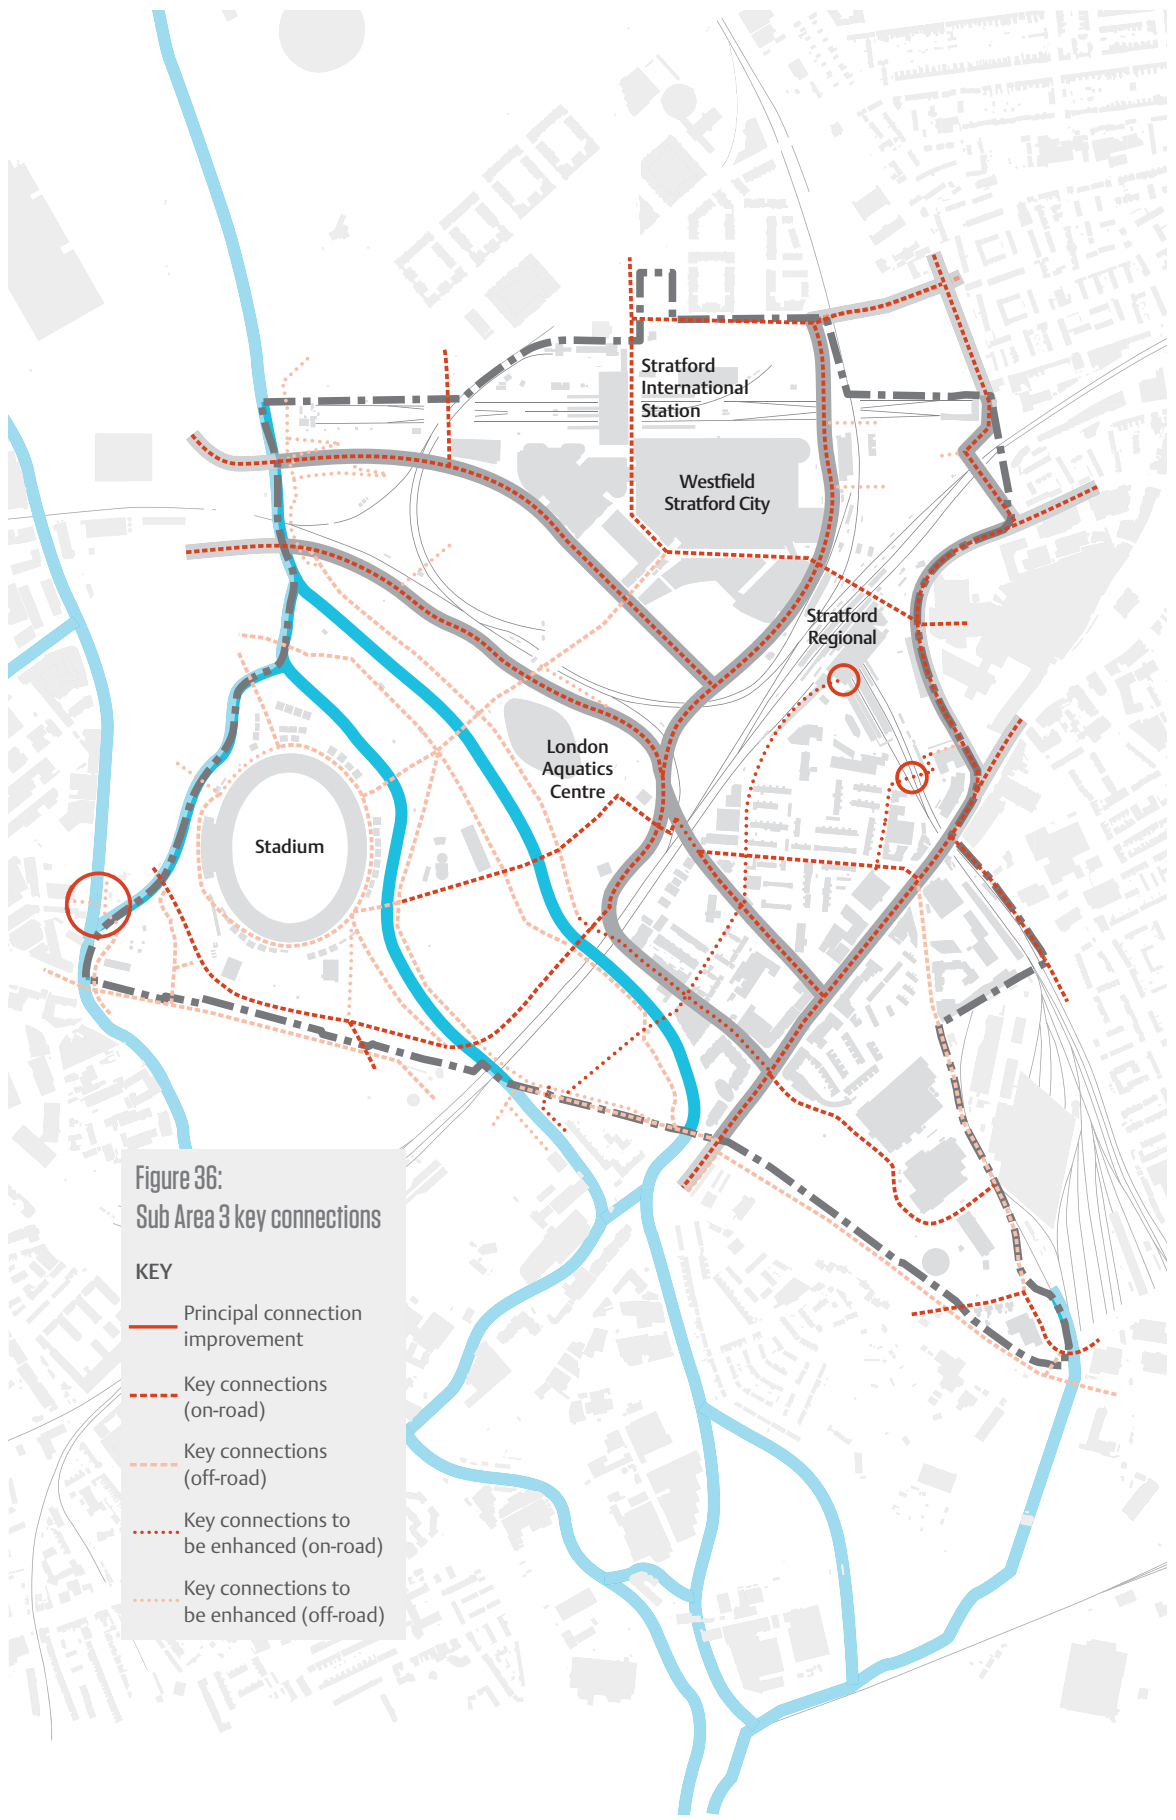 Stratford
International
Station
Westfield
Stratford City
Stratford
Regional
London
Aquatics
Centre
Stadium
Figure 36:
Sub Area 3 key connections
KEY
Principal connection
improvement
Key connections
(on-road)
Key connections
(off-road)
Key connections to
be enhanced (on-road)
Key connections to
be enhanced (off-road)